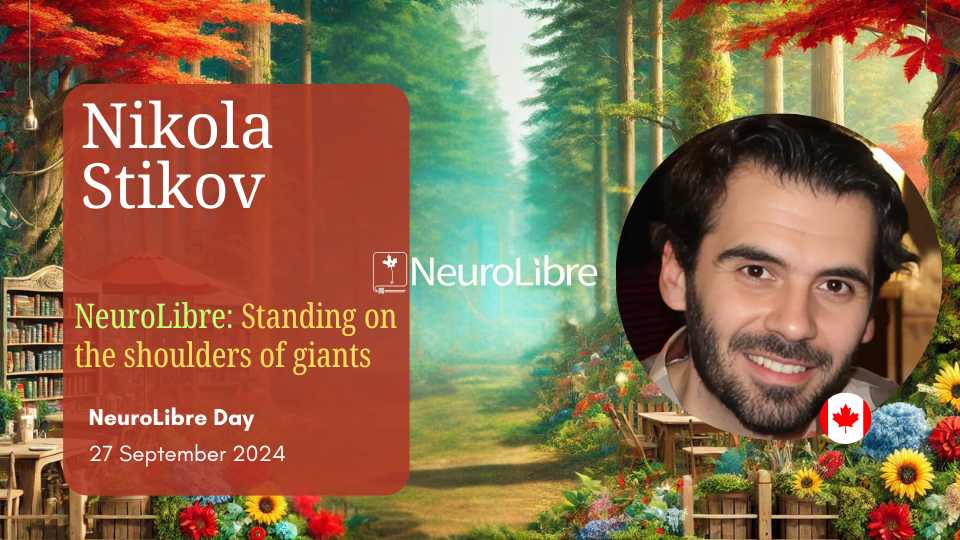 Nikola
Stikov
NeuroLibre
NeuroLibre: Standing on
the shoulders of giants
NeuroLibre Day
27 September 2024